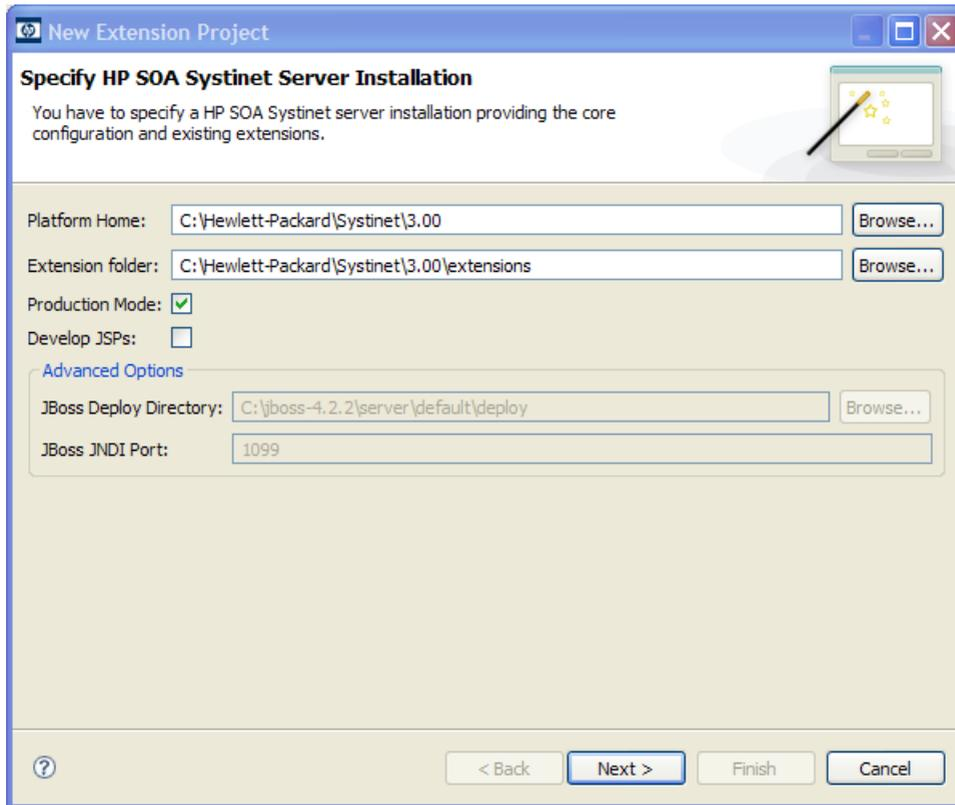 New Extension Project
Specify HP SOA Systinet Server Installation
You have to specify a HP SOA Systinet server installation providing the core
configuration and existing extensions.
Platform Home: C:\Hewlett-Packard\Systinet\3.00 Browse...
Extension folder: C:\Hewlett-Packard\Systinet\3.00\extensions Browse...
Production Mode:
Develop JSPs:
Advanced Options
JBoss Deploy Directory: C:\jboss-4.2.2\server\default\deploy Browse...
JBoss JNDI Port: 1099
< Back Next > Finish Cancel